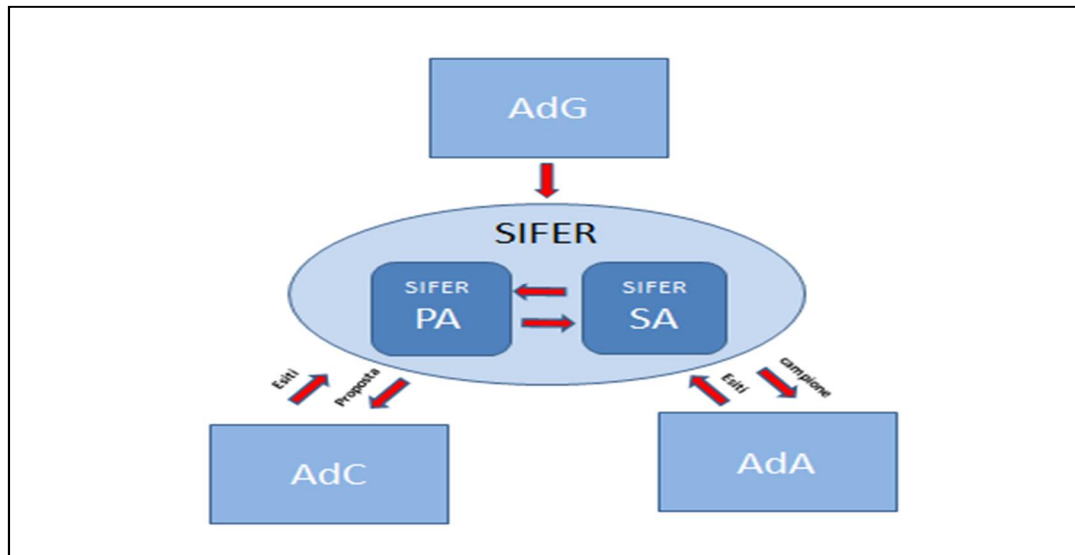 AdG
SIFER
SIFER
PA
SIFER
SA
Esiti
Proposta
Esiti
campione
AdC
AdA